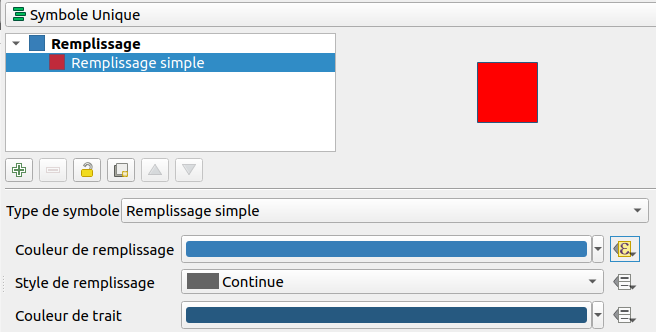 Symbole Unique
Remplissage
Remplissage simple
Type de symbole Remplissage simple
Couleur de remplissage
Style de remplissage Continue
Couleur de trait